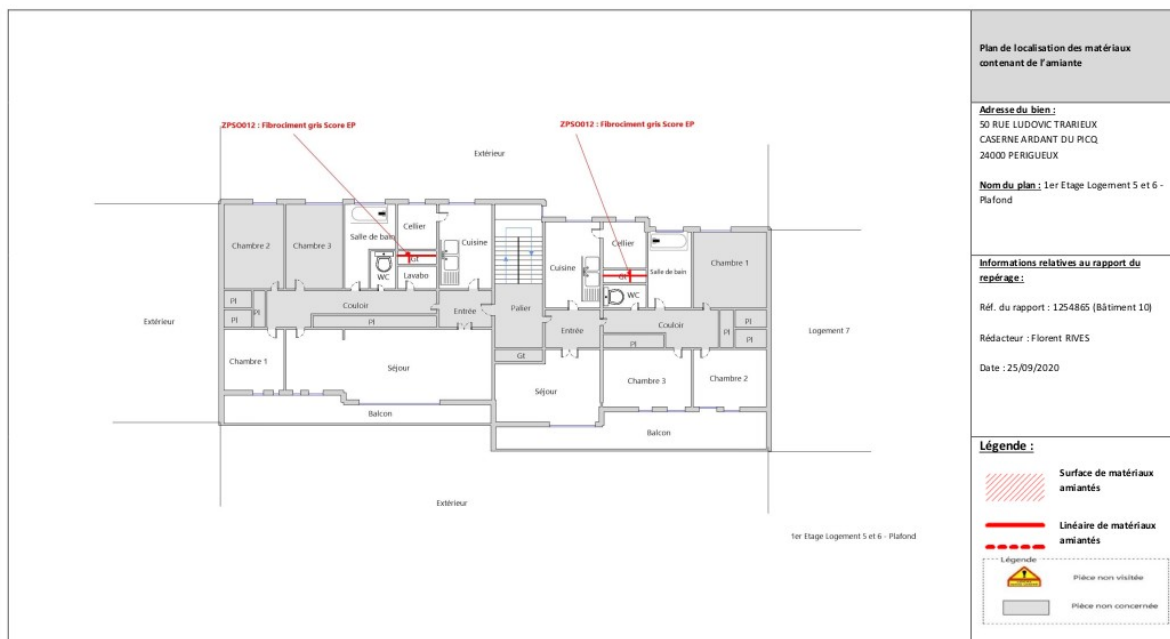 Plan de localisation des matériaux
contenant de l'amiante
Adresse du bien :
50 RUE LUDOVIC TRARIEUX
CASERNE ARDANT DU PICQ
24000 PERIGUEUX
Nom du plan : 1er Etage Logement 5 et 6 -
Plafond
Informations relatives au rapport du
repérage :
Réf. du rapport : 1254865 (Bâtiment 10)
Rédacteur : Florent RIVES
Date : 25/09/2020
Légende :
Surface de matériaux
amiantés
Linéaire de matériaux
amiantés
Légende
Pièce non visitée
Pièce non concernée
ZPSO012 : Fibrociment gris Score EP
ZPSO012 : Fibrociment gris Score EP
Extérieur
Chambre 2
Chambre 3
Salle de bain
Cellier
Cuisine
Gt
WC
Lavabo
Cuisine
Cellier
Gt
WC
Salle de bain
Chambre 1
Pl
Pl
Pl
Couloir
Pl
Entrée
Palier
Gt
Entrée
Couloir
Pl
Pl
Pl
Pl
Extérieur
Logement 7
Chambre 1
Séjour
Séjour
Chambre 3
Chambre 2
Balcon
Balcon
Extérieur
1er Etage Logement 5 et 6 - Plafond